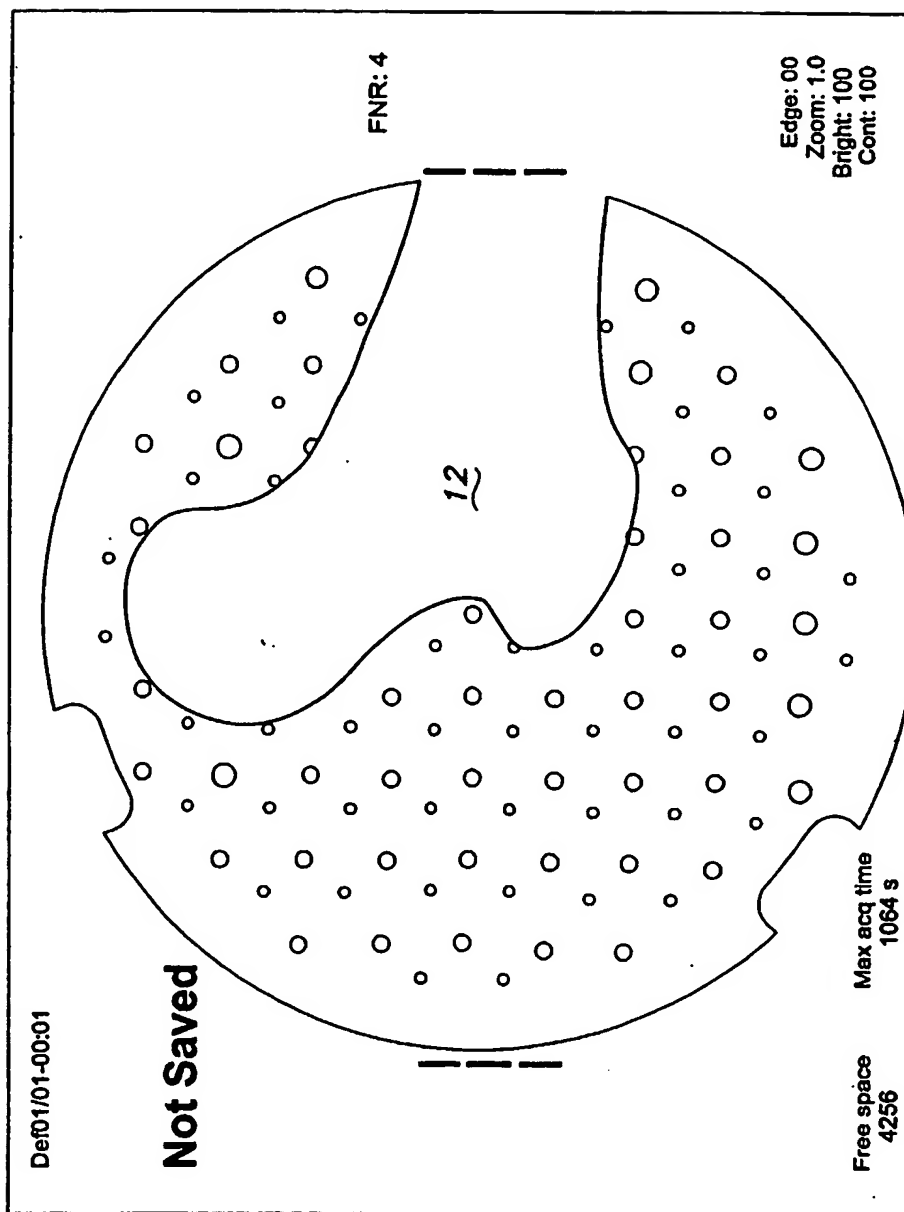 Def01/01-00:01
Not Saved
FNR: 4
12
Free space
4256
Max acq time
1064 s
Edge: 00
Zoom: 1.0
Bright: 100
Cont: 100